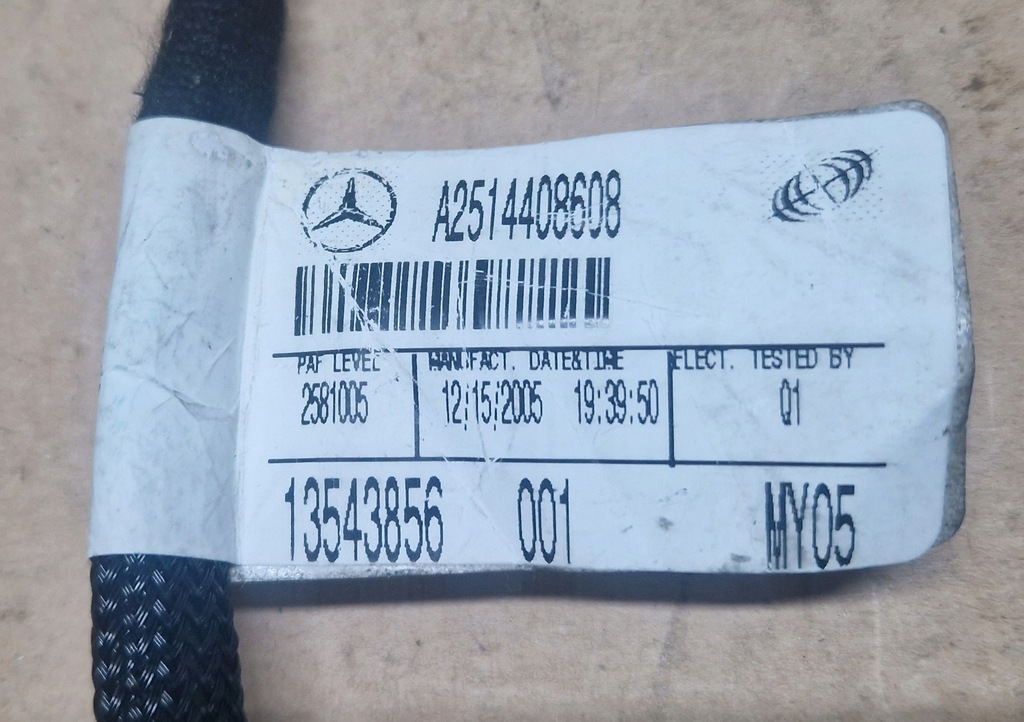 A2514408608
PAF LEVEL MANUFACT. DATE&TIME ELECT. TESTED BY
2581005 12;15;2005 19:39:50 Q1
13543856 001 MY05